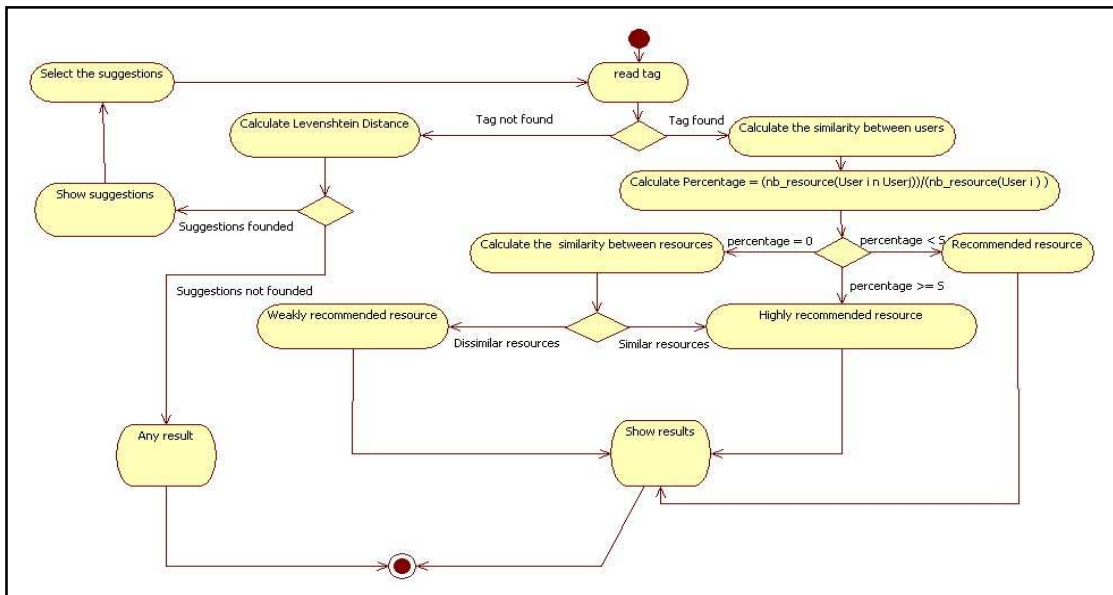 Select the suggestions
read tag
Calculate Levenshtein Distance
Tag not found
Tag found
Calculate the similarity between users
Show suggestions
Suggestions founded
Calculate Percentage = (nb_resource(User i n Userj))/(nb_resource(User i ) )
Calculate the similarity between resources
percentage = 0
percentage < S
Recommended resource
Suggestions not founded
percentage >= S
Weakly recommended resource
Highly recommended resource
Dissimilar resources
Similar resources
Any result
Show results